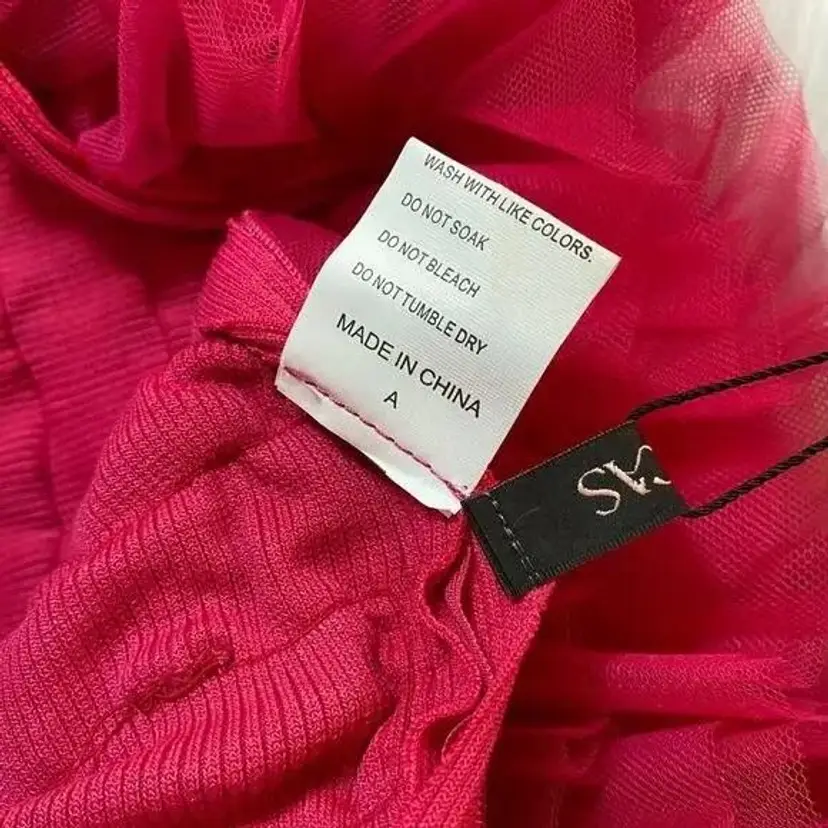 WASH WITH LIKE COLORS.
DO NOT SOAK
DO NOT BLEACH
DO NOT TUMBLE DRY
MADE IN CHINA
A